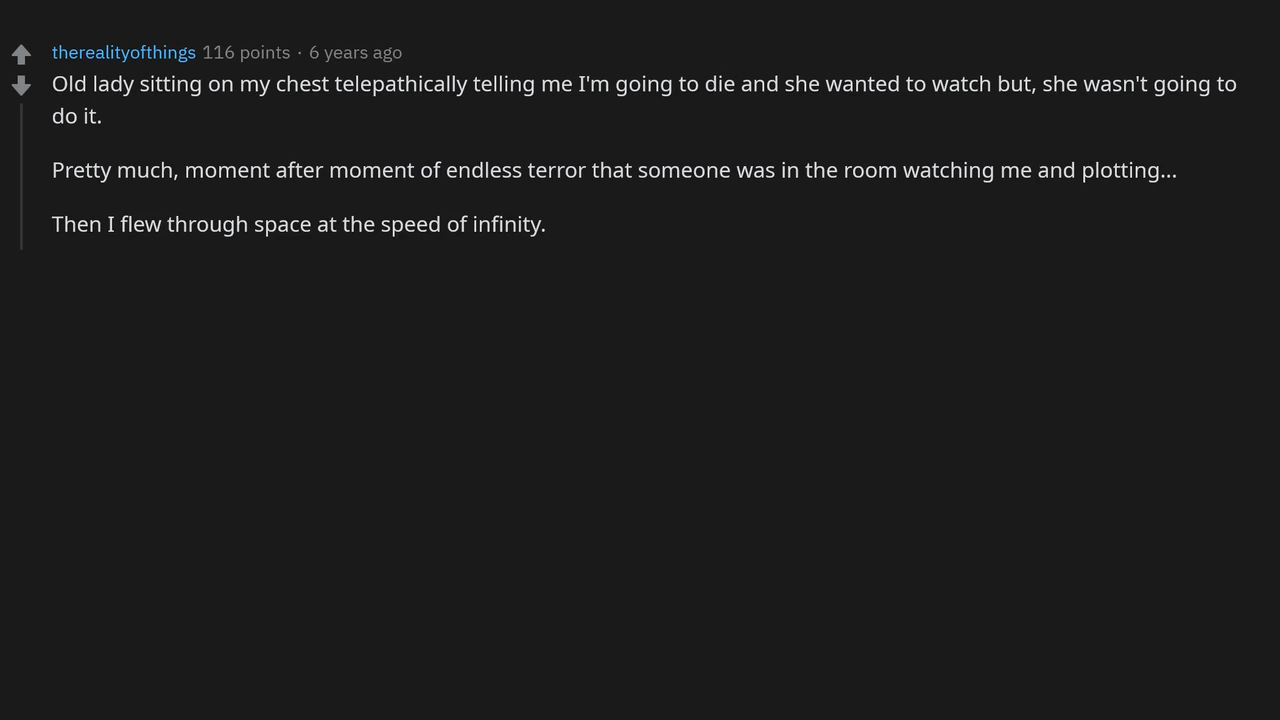 therealityofthings 116 points · 6 years ago
Old lady sitting on my chest telepathically telling me I'm going to die and she wanted to watch but, she wasn't going to
do it.
Pretty much, moment after moment of endless terror that someone was in the room watching me and plotting...
Then I flew through space at the speed of infinity.